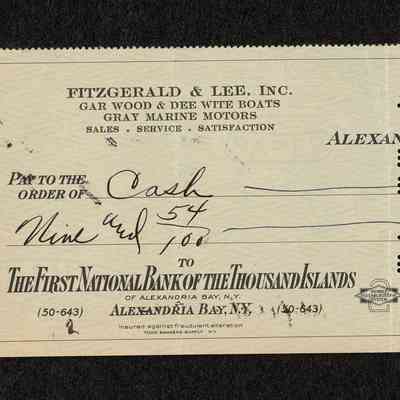 FITZGERALD & LEE, INC.
GAR WOOD & DEE WITE BOATS
GRAY MARINE MOTORS
SALES · SERVICE · SATISFACTION
ALEXAN
PAY TO THE
ORDER OF Cash
Nine and 54/100
TO
THE FIRST NATIONAL BANK OF THE THOUSAND ISLANDS
OF ALEXANDRIA BAY, N.Y.
(50-643) ALEXANDRIA BAY, N.Y. (50-643)
2
Insured against fraudulent alteration